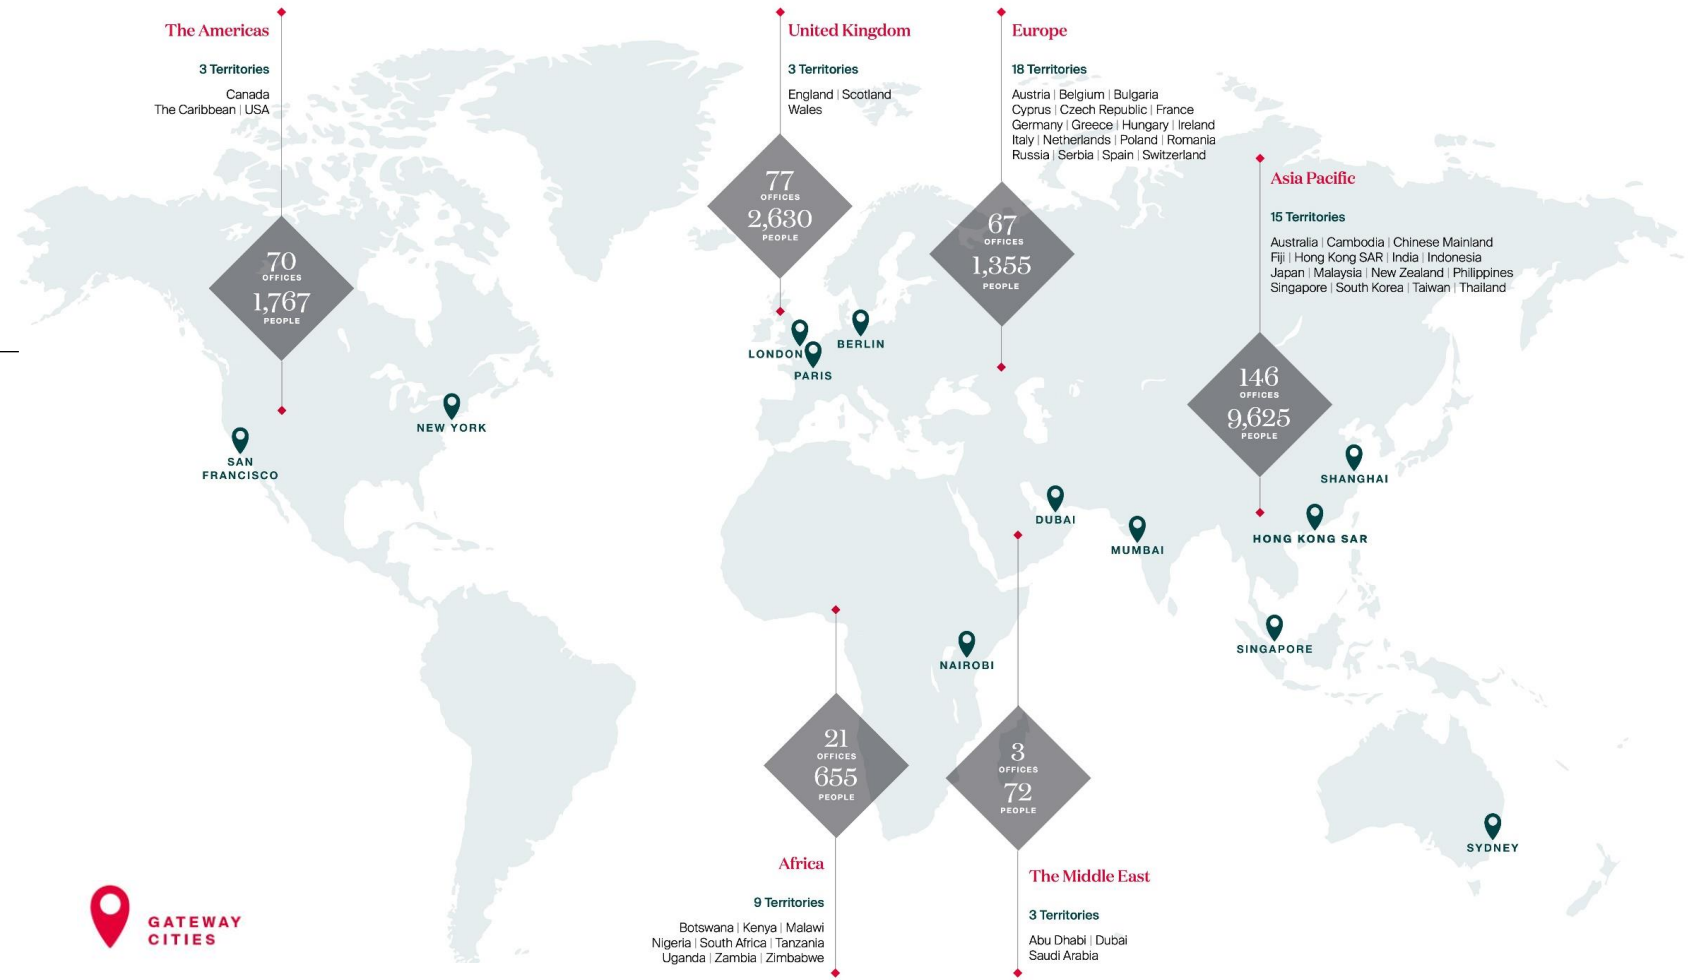 The Americas
3 Territories
Canada
The Caribbean | USA
70
OFFICES
1,767
PEOPLE
United Kingdom
3 Territories
England | Scotland
Wales
77
OFFICES
2,630
PEOPLE
Europe
18 Territories
Austria | Belgium | Bulgaria
Cyprus | Czech Republic | France
Germany | Greece | Hungary | Ireland
Italy | Netherlands | Poland | Romania
Russia | Serbia | Spain | Switzerland
67
OFFICES
1,355
PEOPLE
Asia Pacific
15 Territories
Australia | Cambodia | Chinese Mainland
Fiji | Hong Kong SAR | India | Indonesia
Japan | Malaysia | New Zealand | Philippines
Singapore | South Korea | Taiwan | Thailand
146
OFFICES
9,625
PEOPLE
LONDON
BERLIN
PARIS
NEW YORK
SAN
FRANCISCO
SHANGHAI
DUBAI
HONG KONG SAR
MUMBAI
SINGAPORE
NAIROBI
SYDNEY
21
OFFICES
655
PEOPLE
Africa
9 Territories
Botswana | Kenya | Malawi
Nigeria | South Africa | Tanzania
Uganda | Zambia | Zimbabwe
3
OFFICES
72
PEOPLE
The Middle East
3 Territories
Abu Dhabi | Dubai
Saudi Arabia
GATEWAY
CITIES